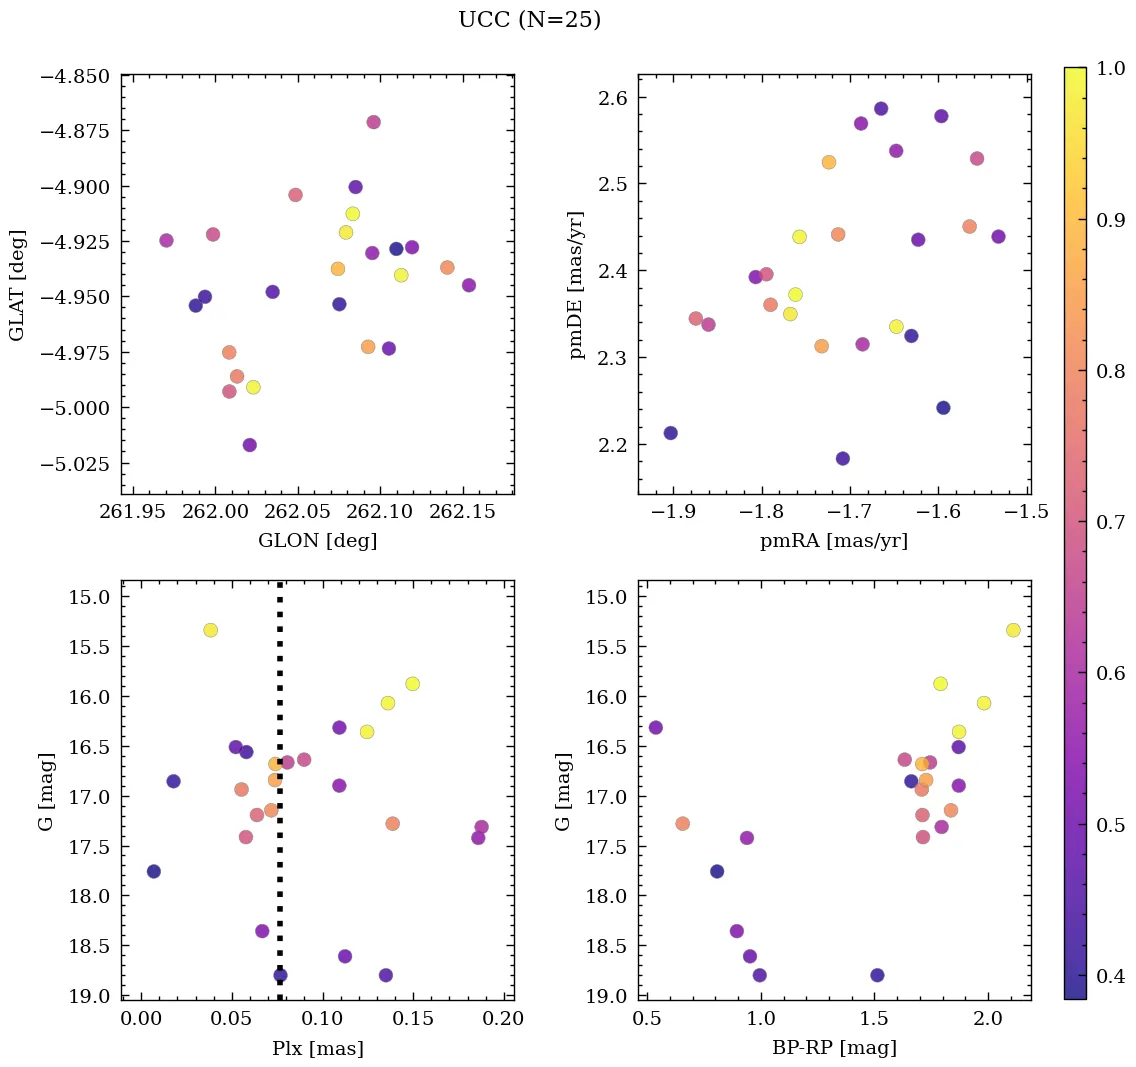 UCC (N=25)
−4.850
−4.875
−4.900
−4.925
−4.950
−4.975
−5.000
−5.025
GLAT [deg]
261.95 262.00 262.05 262.10 262.15
GLON [deg]
2.6
2.5
2.4
2.3
2.2
pmDE [mas/yr]
−1.9 −1.8 −1.7 −1.6 −1.5
pmRA [mas/yr]
15.0
15.5
16.0
16.5
17.0
17.5
18.0
18.5
19.0
G [mag]
0.00 0.05 0.10 0.15 0.20
Plx [mas]
15.0
15.5
16.0
16.5
17.0
17.5
18.0
18.5
19.0
G [mag]
0.5 1.0 1.5 2.0
BP-RP [mag]
1.0
0.9
0.8
0.7
0.6
0.5
0.4